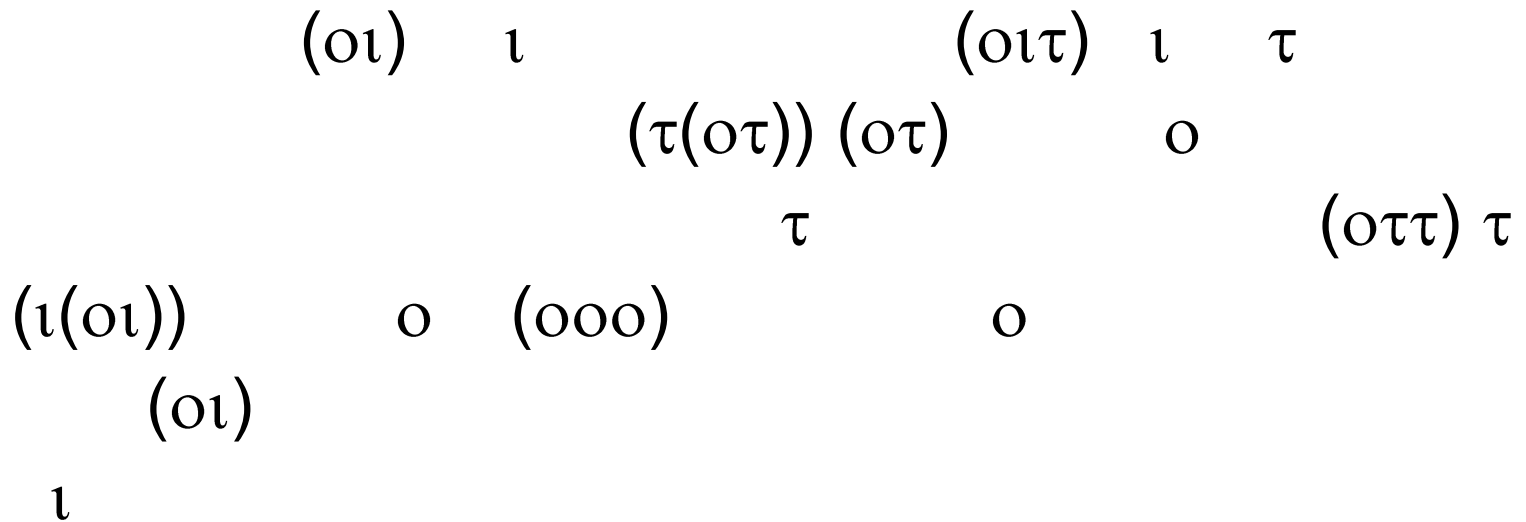 (οι) ι (οιτ) ι τ
(τ(οτ)) (οτ) ο
τ (οττ) τ
(ι(οι)) ο (οοο) ο
(οι)
ι